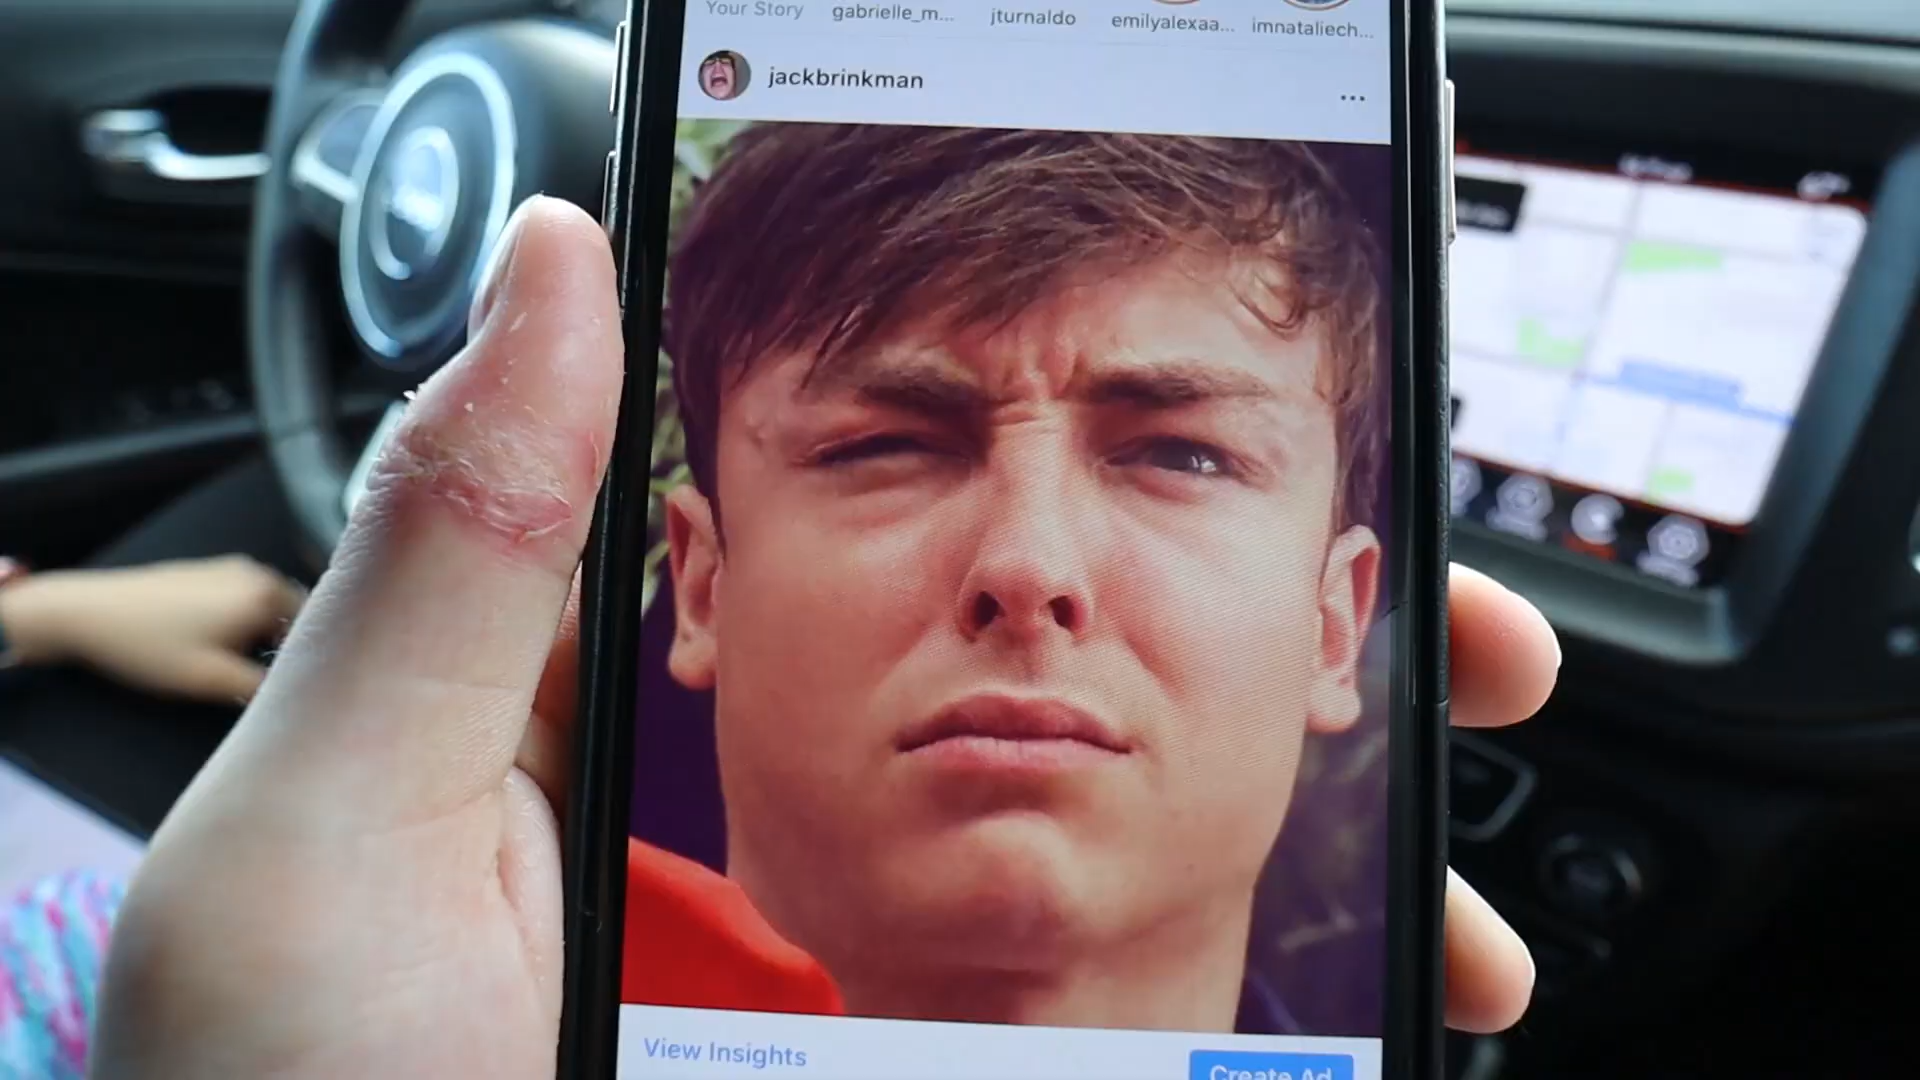 Your Story gabrielle_m... jturnaldo emilyalexaa... imnataliech...
jackbrinkman
View Insights
Create Ad